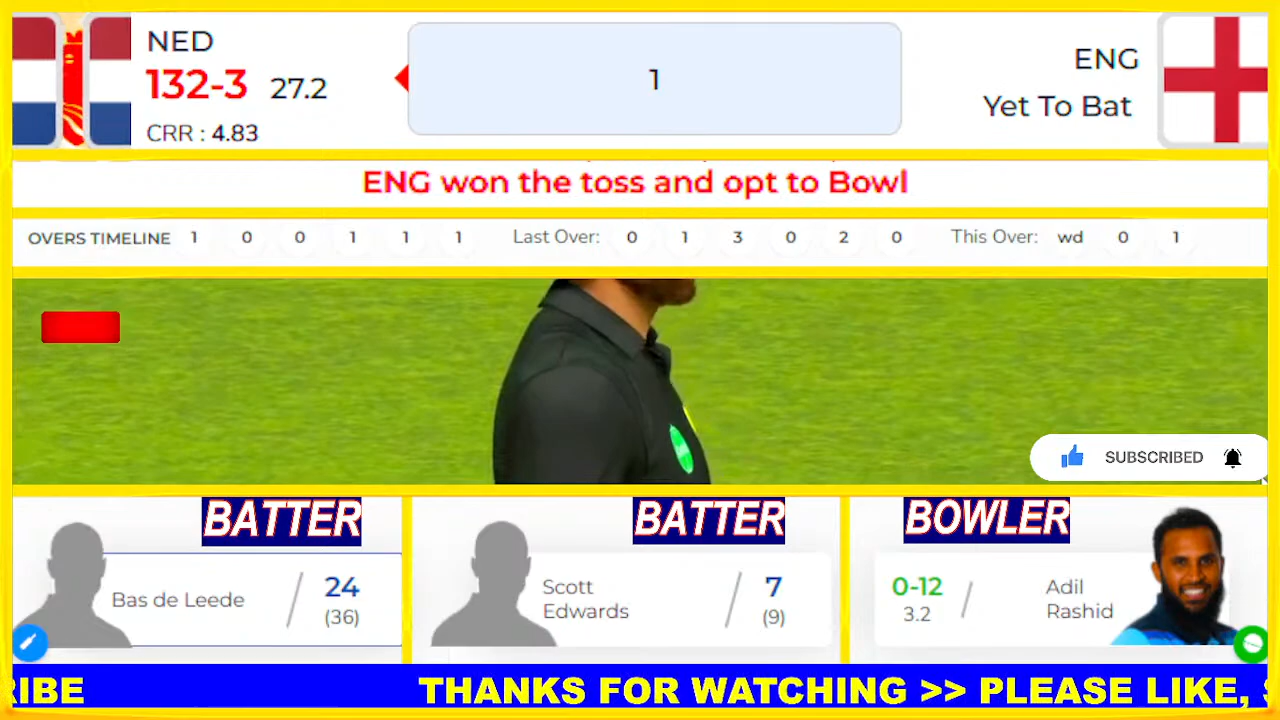 NED
132-3 27.2
CRR : 4.83
1
ENG
Yet To Bat
ENG won the toss and opt to Bowl
OVERS TIMELINE 1 0 0 1 1 1 Last Over: 0 1 3 0 2 0 This Over: wd 0 1
SUBSCRIBED
BATTER
Bas de Leede
24
(36)
BATTER
Scott
Edwards
7
(9)
BOWLER
0-12
3.2
Adil
Rashid
RIBE THANKS FOR WATCHING >> PLEASE LIKE,